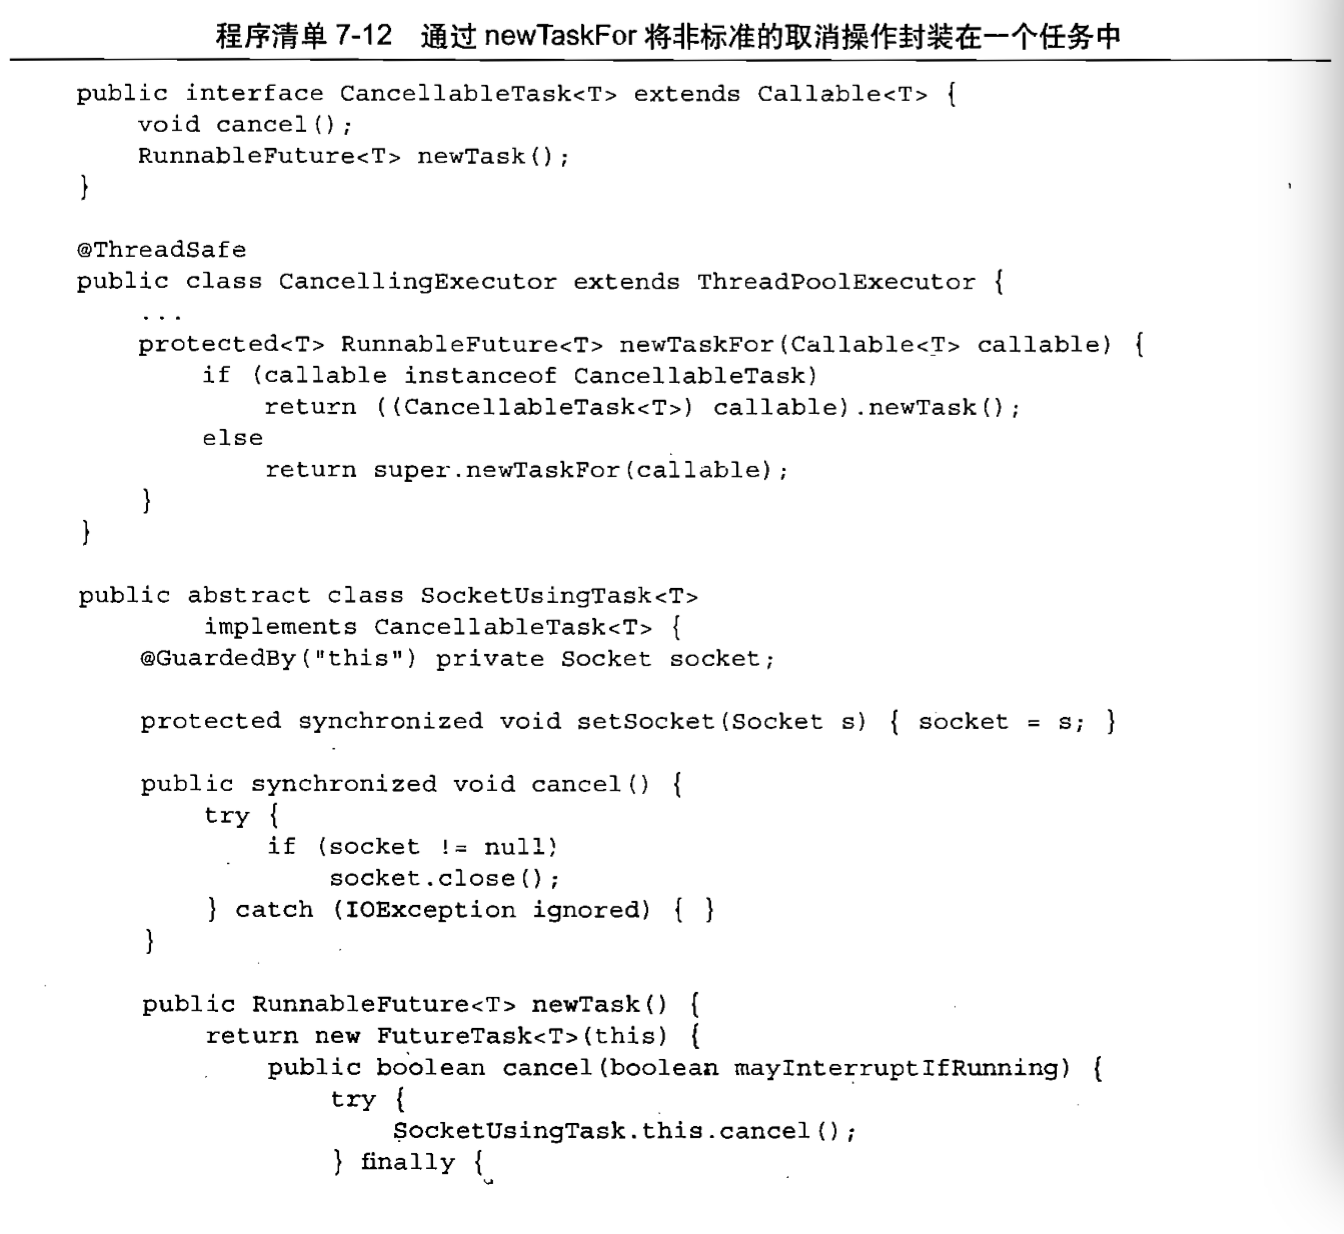 程序清单 7-12 通过 newTaskFor 将非标准的取消操作封装在一个任务中
public interface CancellableTask<T> extends Callable<T> {
    void cancel();
    RunnableFuture<T> newTask();
}

@ThreadSafe
public class CancellingExecutor extends ThreadPoolExecutor {
    ...
    protected<T> RunnableFuture<T> newTaskFor(Callable<T> callable) {
        if (callable instanceof CancellableTask)
            return ((CancellableTask<T>) callable).newTask();
        else
            return super.newTaskFor(callable);
    }
}

public abstract class SocketUsingTask<T>
        implements CancellableTask<T> {
    @GuardedBy("this") private Socket socket;

    protected synchronized void setSocket(Socket s) { socket = s; }

    public synchronized void cancel() {
        try {
            if (socket != null)
                socket.close();
        } catch (IOException ignored) { }
    }

    public RunnableFuture<T> newTask() {
        return new FutureTask<T>(this) {
            public boolean cancel(boolean mayInterruptIfRunning) {
                try {
                    SocketUsingTask.this.cancel();
                } finally {